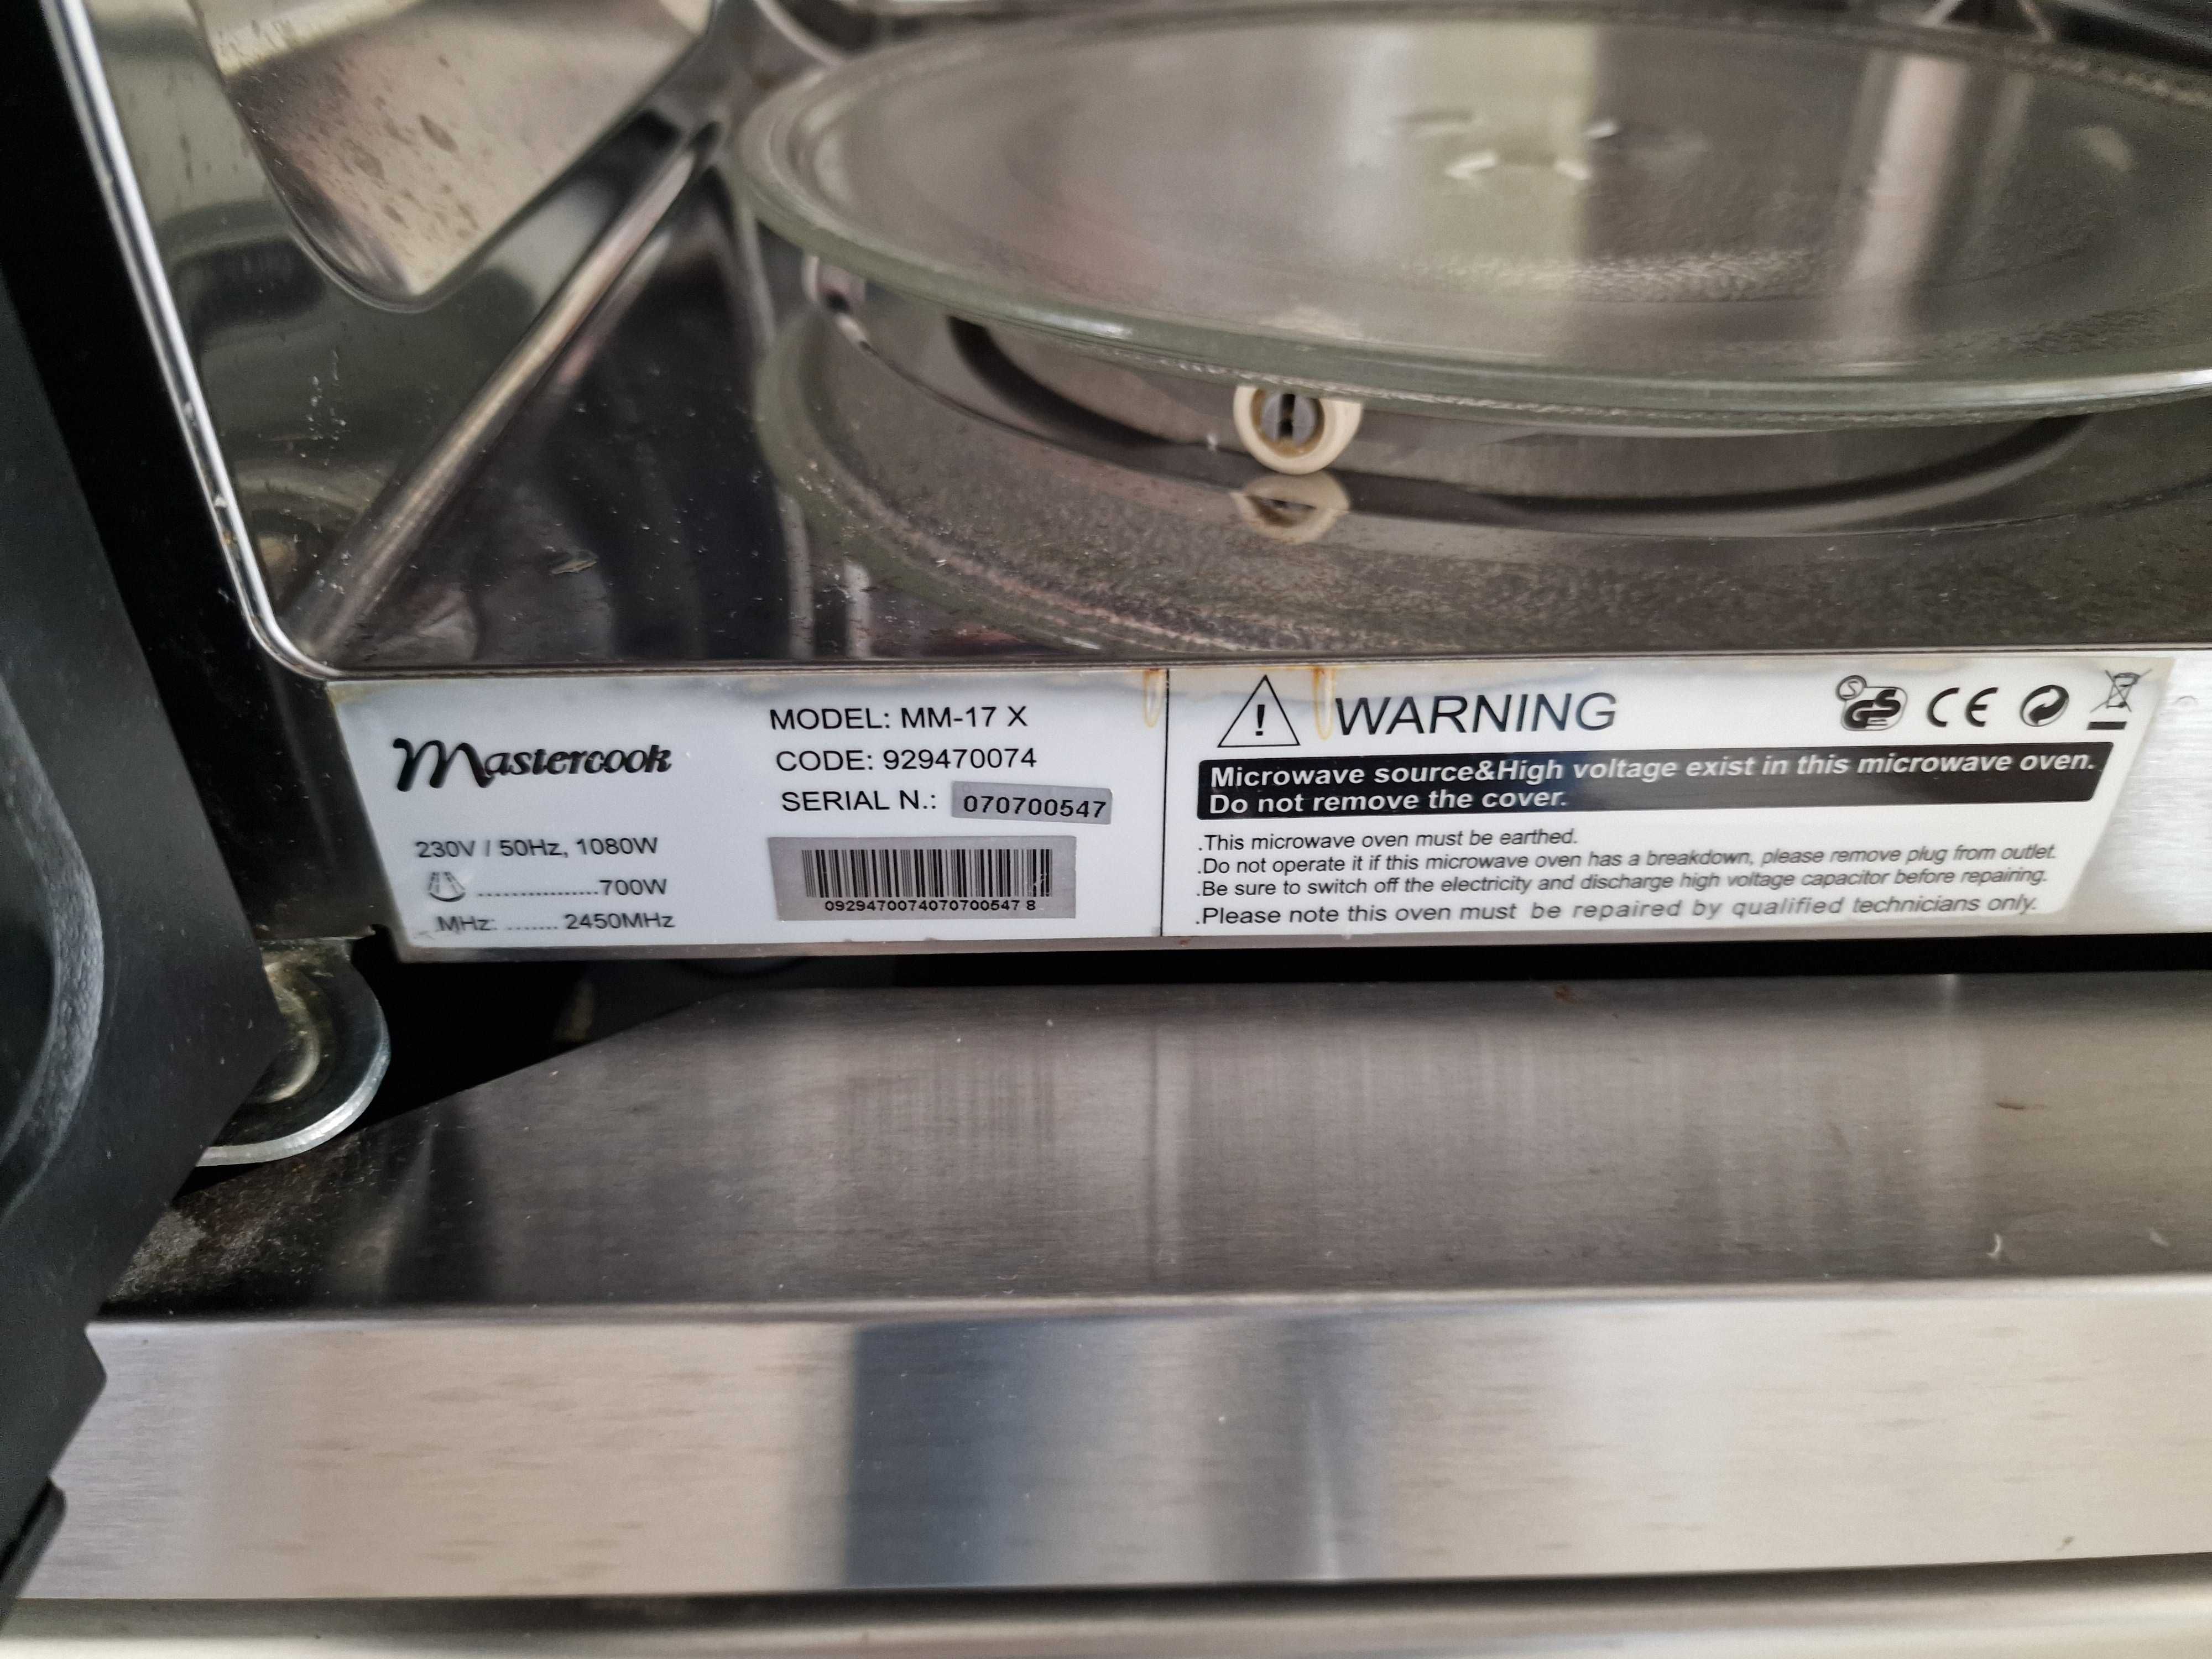 Mastercook
MODEL: MM-17 X
CODE: 929470074
SERIAL N.: 070700547
230V / 50Hz, 1080W
................700W
MHz: ........ 2450MHz
0929470074070700547 8
! WARNING
S GS CE
Microwave source&High voltage exist in this microwave oven.
Do not remove the cover.
.This microwave oven must be earthed.
.Do not operate it if this microwave oven has a breakdown, please remove plug from outlet.
.Be sure to switch off the electricity and discharge high voltage capacitor before repairing.
.Please note this oven must be repaired by qualified technicians only.